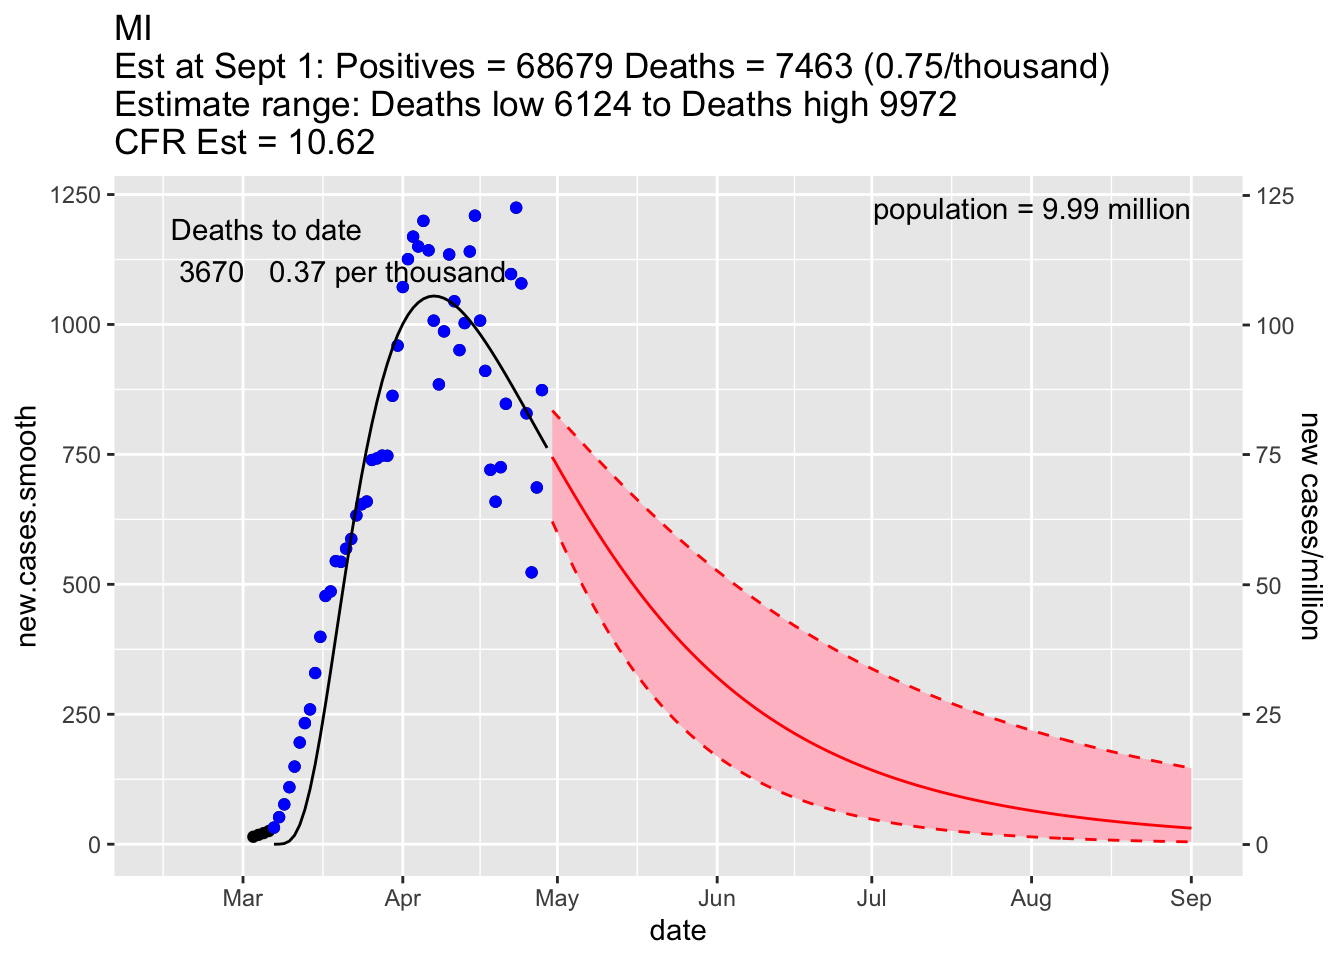 MI
Est at Sept 1: Positives = 68679 Deaths = 7463 (0.75/thousand)
Estimate range: Deaths low 6124 to Deaths high 9972
CFR Est = 10.62
1250
1000
750
500
250
0
new.cases.smooth
Deaths to date
3670 0.37 per thousand
population = 9.99 million
125
100
75
50
25
0
new cases/million
Mar Apr May Jun Jul Aug Sep
date